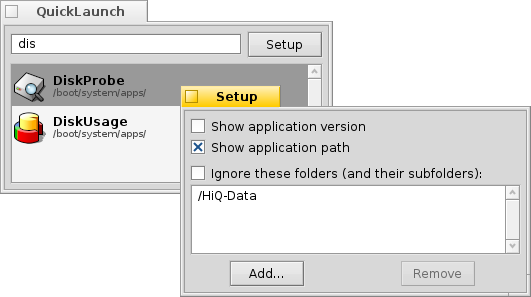 QuickLaunch
dis
Setup
DiskProbe
/boot/system/apps/
DiskUsage
/boot/system/apps/
Setup
Show application version
Show application path
Ignore these folders (and their subfolders):
/HiQ-Data
Add...
Remove